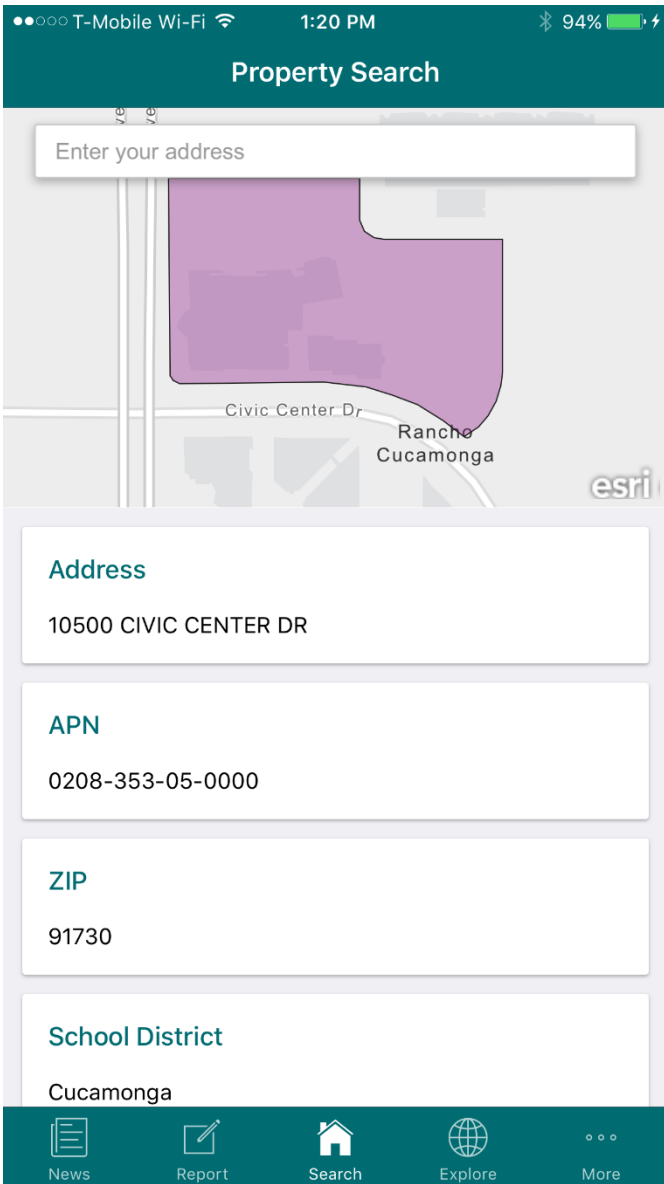 T-Mobile Wi-Fi 1:20 PM 94%
Property Search
ve ve
Enter your address
Civic Center Dr
Rancho
Cucamonga
esri
Address
10500 CIVIC CENTER DR
APN
0208-353-05-0000
ZIP
91730
School District
Cucamonga
News Report Search Explore More